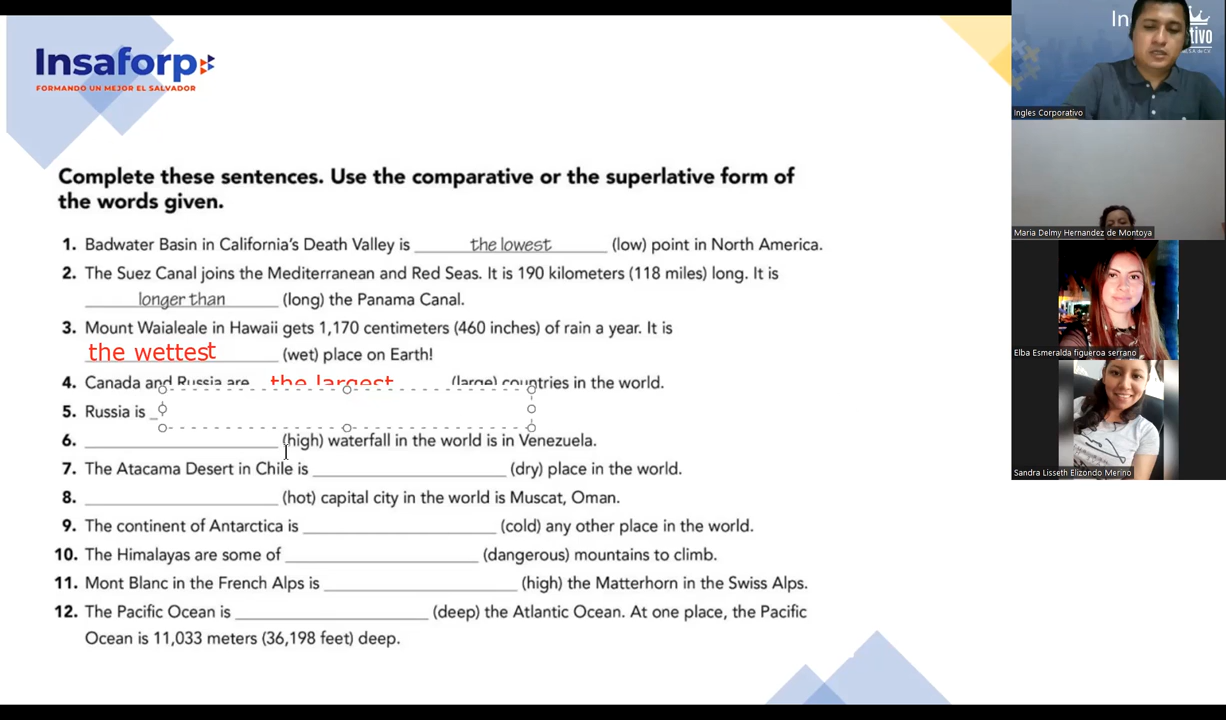 Insaforp
FORMANDO UN MEJOR EL SALVADOR
Complete these sentences. Use the comparative or the superlative form of
the words given.
1. Badwater Basin in California's Death Valley is the lowest (low) point in North America.
2. The Suez Canal joins the Mediterranean and Red Seas. It is 190 kilometers (118 miles) long. It is
longer than (long) the Panama Canal.
3. Mount Waialeale in Hawaii gets 1,170 centimeters (460 inches) of rain a year. It is
the wettest (wet) place on Earth!
4. Canada and Russia are the largest (large) countries in the world.
5. Russia is
6. (high) waterfall in the world is in Venezuela.
7. The Atacama Desert in Chile is (dry) place in the world.
8. (hot) capital city in the world is Muscat, Oman.
9. The continent of Antarctica is (cold) any other place in the world.
10. The Himalayas are some of (dangerous) mountains to climb.
11. Mont Blanc in the French Alps is (high) the Matterhorn in the Swiss Alps.
12. The Pacific Ocean is (deep) the Atlantic Ocean. At one place, the Pacific
Ocean is 11,033 meters (36,198 feet) deep.
Ingles Corporativo
Maria Delmy Hernandez de Montoya
Elba Esmeralda figueroa serrano
Sandra Lisseth Elizondo Merino